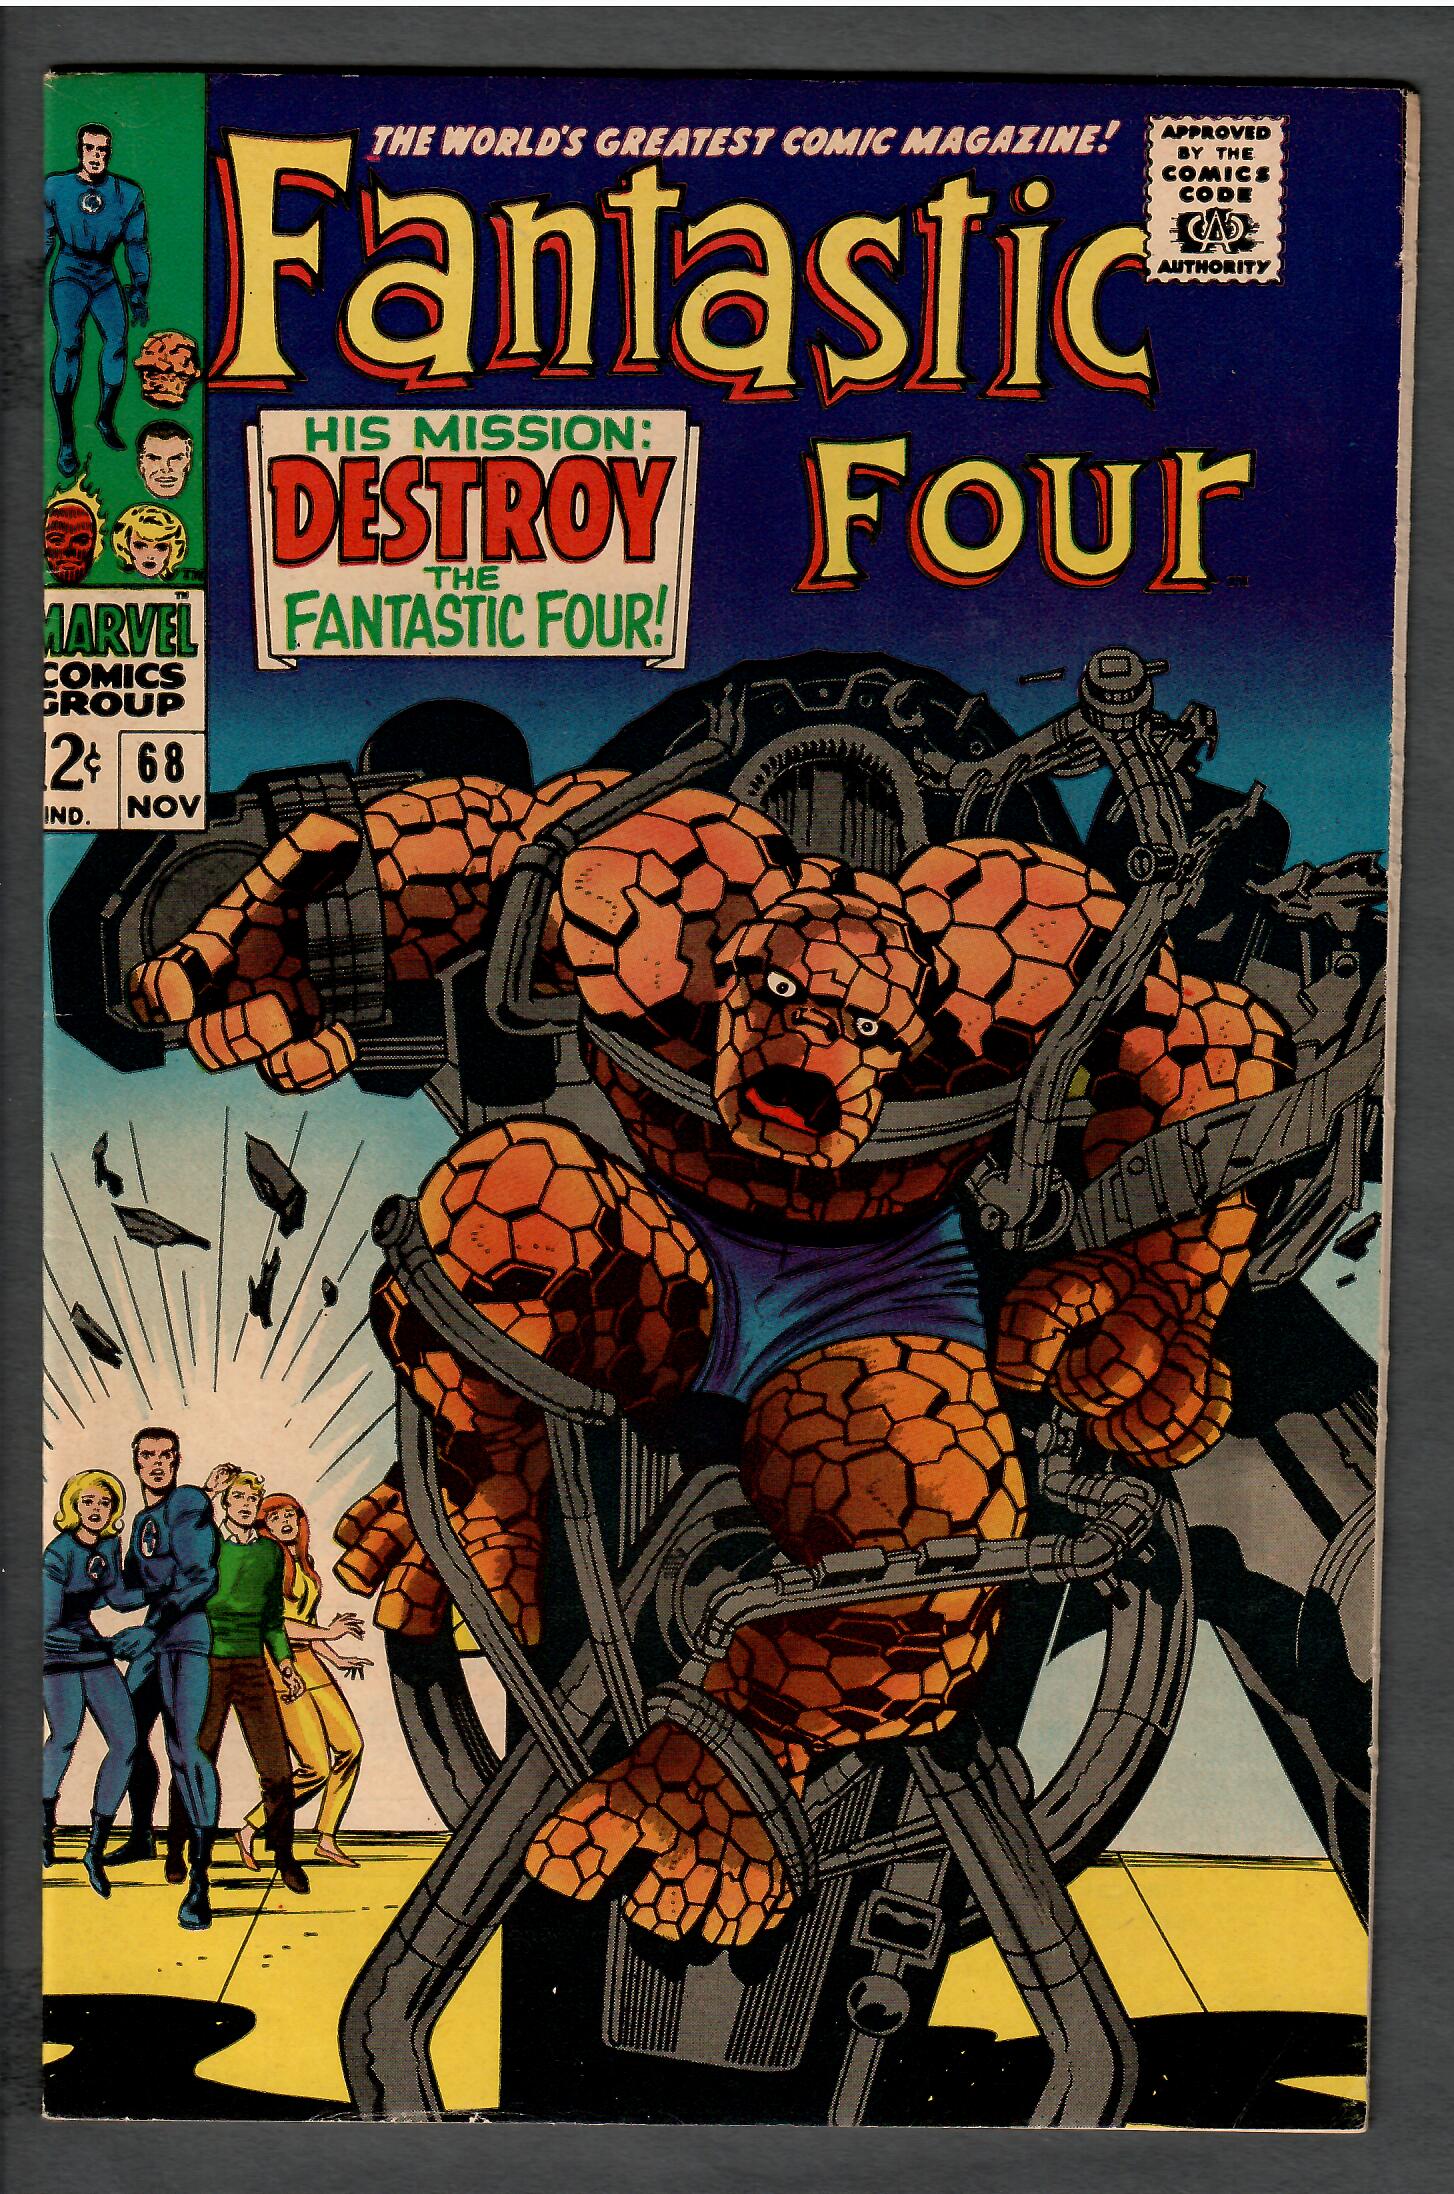 THE WORLD'S GREATEST COMIC MAGAZINE!
Fantastic
Four
APPROVED
BY THE
COMICS
CODE
AUTHORITY
HIS MISSION:
DESTROY
THE
FANTASTIC FOUR!
MARVEL
COMICS
GROUP
12¢
IND.
68
NOV